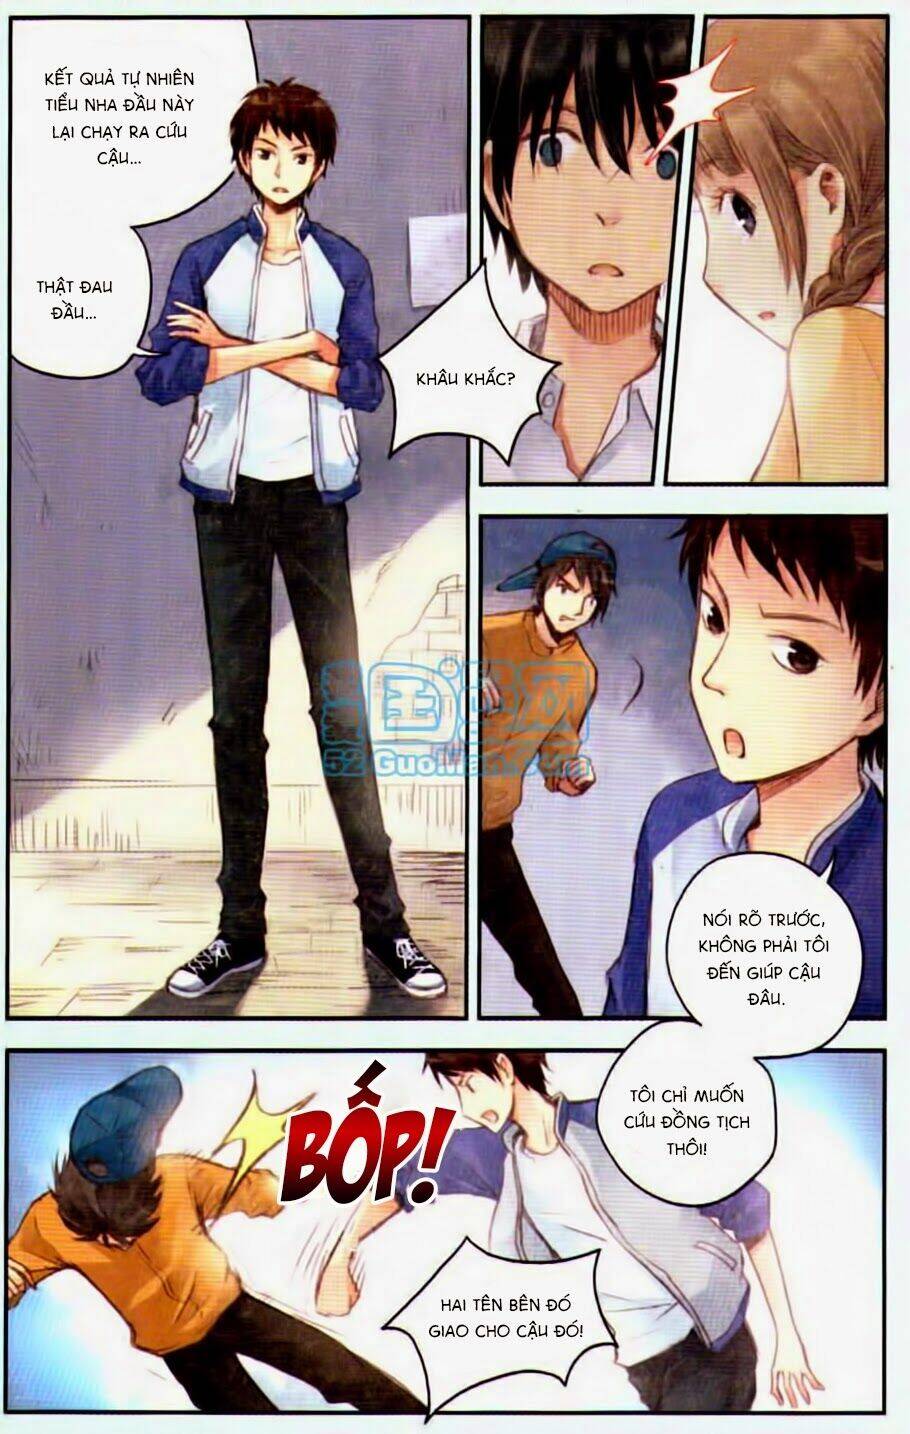 KẾT QUẢ TỰ NHIÊN
TIỂU NHA ĐẦU NÀY
LẠI CHẠY RA CỨU
CẬU...
THẬT ĐAU
ĐẦU...
KHÂU KHẮC?
NÓI RÕ TRƯỚC,
KHÔNG PHẢI TÔI
ĐẾN GIÚP CẬU
ĐÂU.
TÔI CHỈ MUỐN
CỨU ĐỒNG TỊCH
THÔI!
BỐP!
HAI TÊN BÊN ĐÓ
GIAO CHO CẬU ĐÓ!